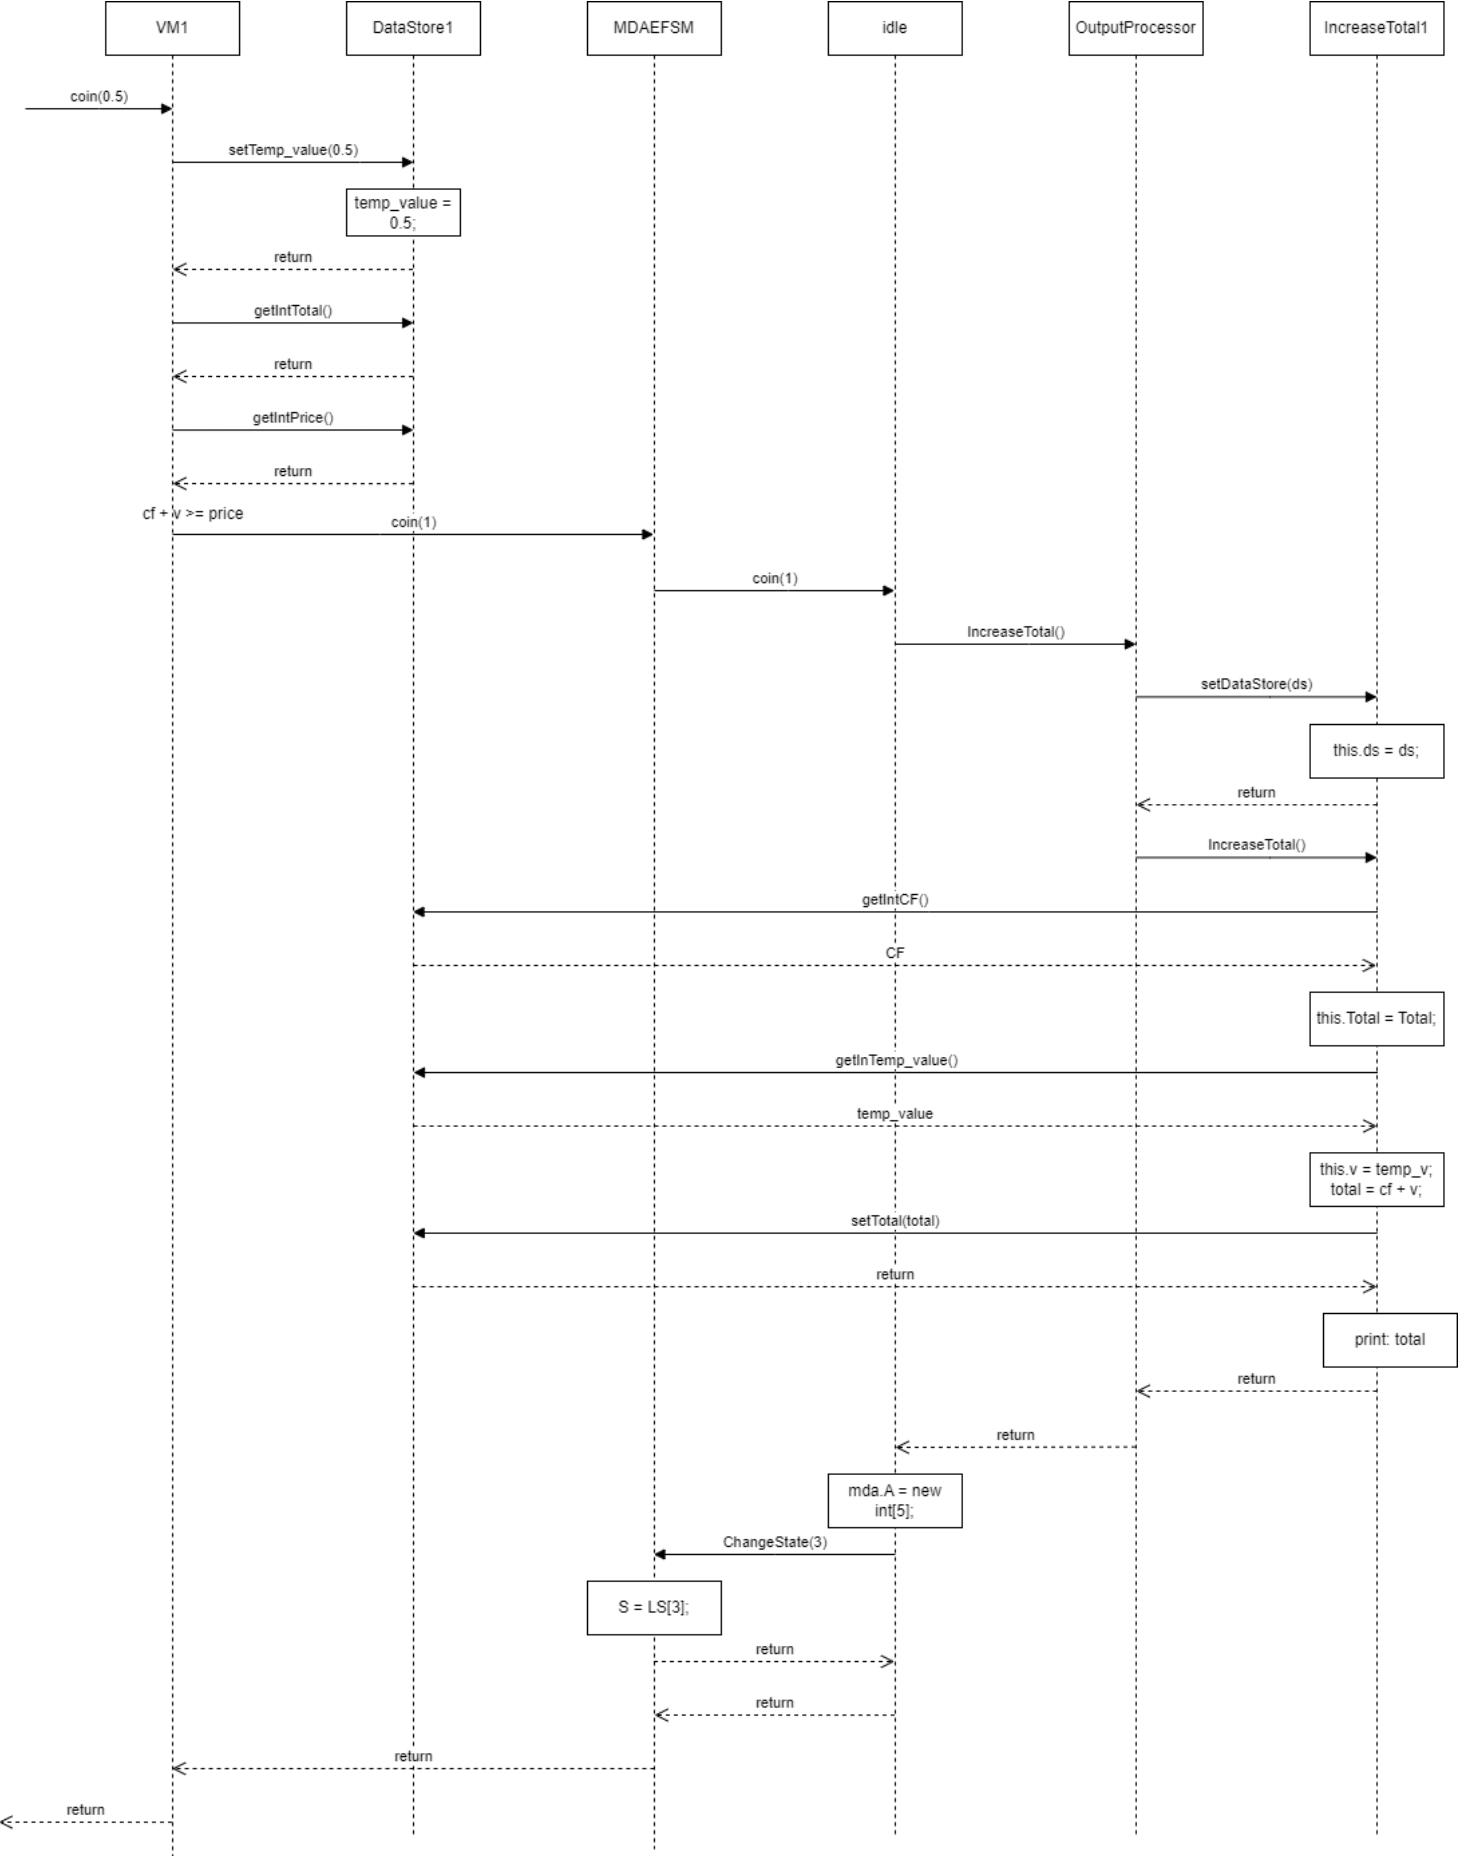 VM1
DataStore1
MDAEFSM
idle
OutputProcessor
IncreaseTotal1
coin(0.5)
setTemp_value(0.5)
temp_value =
0.5;
return
getIntTotal()
return
getIntPrice()
return
cf + v >= price
coin(1)
coin(1)
IncreaseTotal()
setDataStore(ds)
this.ds = ds;
return
IncreaseTotal()
getIntCF()
CF
this.Total = Total;
getInTemp_value()
temp_value
this.v = temp_v;
total = cf + v;
setTotal(total)
return
print: total
return
return
mda.A = new
int[5];
ChangeState(3)
S = LS[3];
return
return
return
return